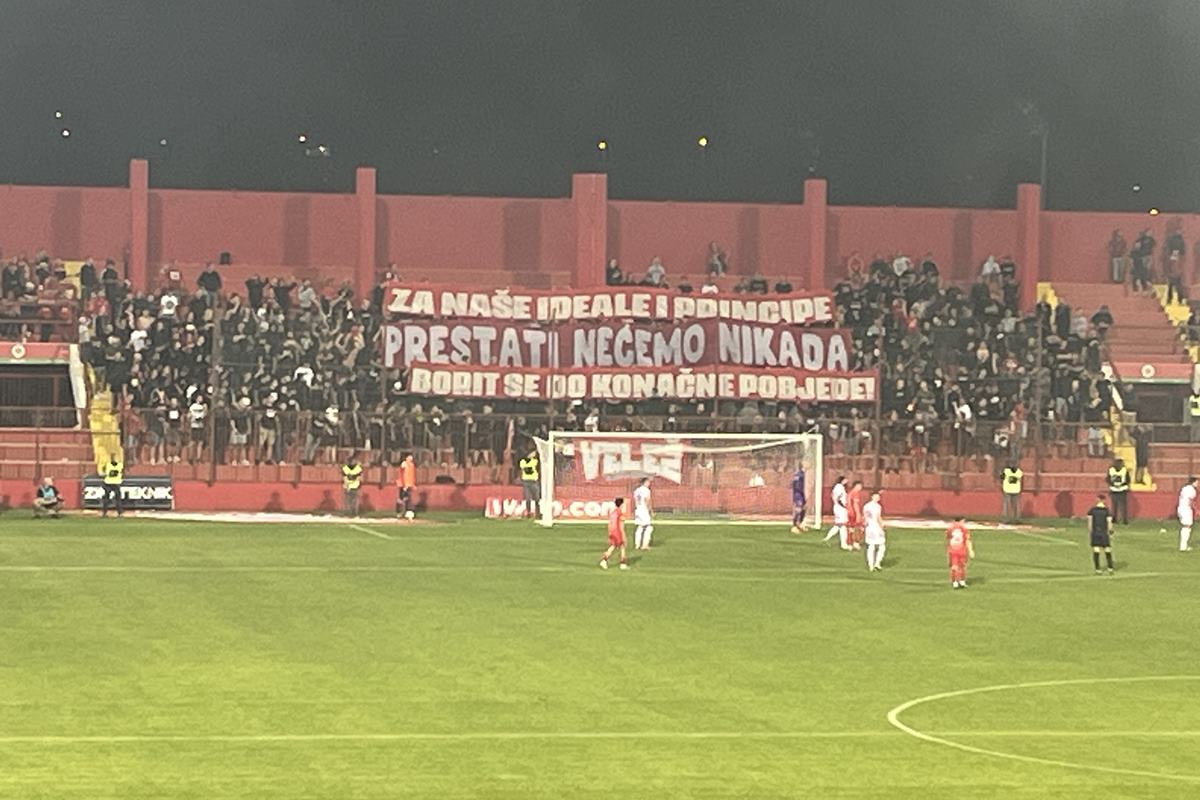 ZA NAŠE IDEALE I PRINCIPE
PRESTATI NEĆEMO NIKADA
BORIT SE DO KONAČNE POBJEDE!
VELEŽ